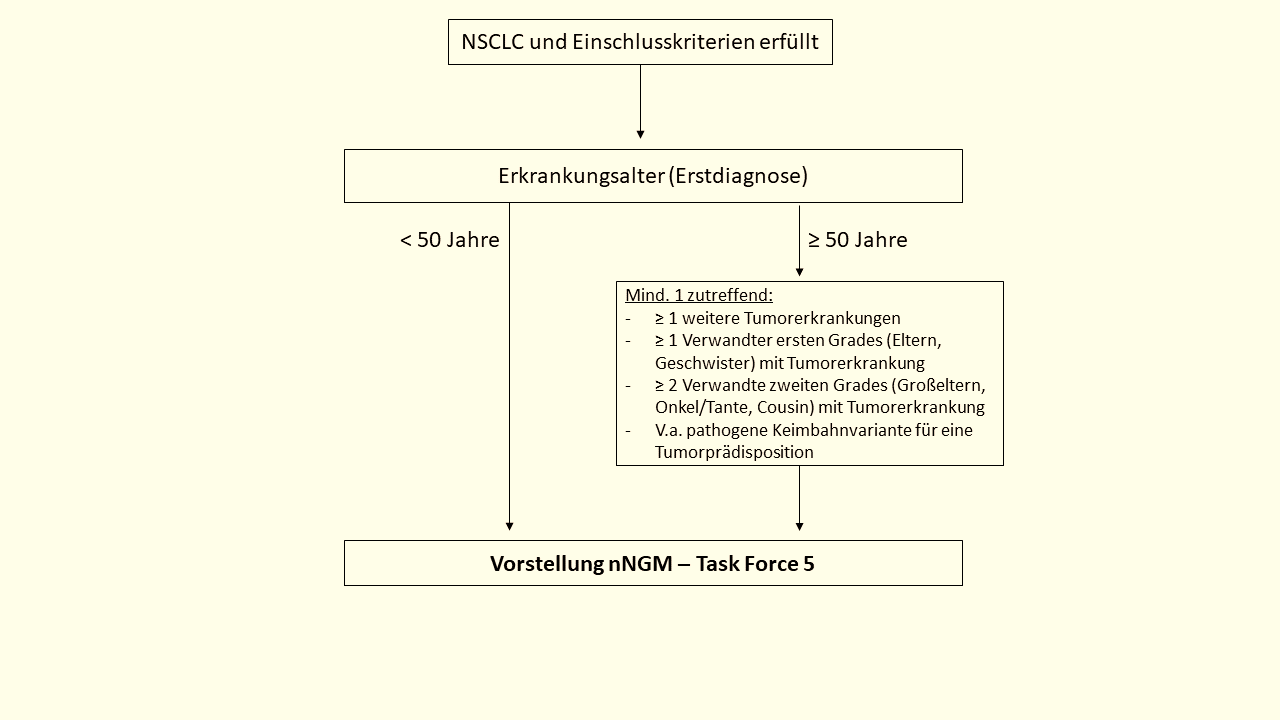 NSCLC und Einschlusskriterien erfüllt
Erkrankungsalter (Erstdiagnose)
< 50 Jahre
≥ 50 Jahre
Mind. 1 zutreffend:
- ≥ 1 weitere Tumorerkrankungen
- ≥ 1 Verwandter ersten Grades (Eltern,
Geschwister) mit Tumorerkrankung
- ≥ 2 Verwandte zweiten Grades (Großeltern,
Onkel/Tante, Cousin) mit Tumorerkrankung
- V.a. pathogene Keimbahnvariante für eine
Tumorprädisposition
Vorstellung nNGM – Task Force 5